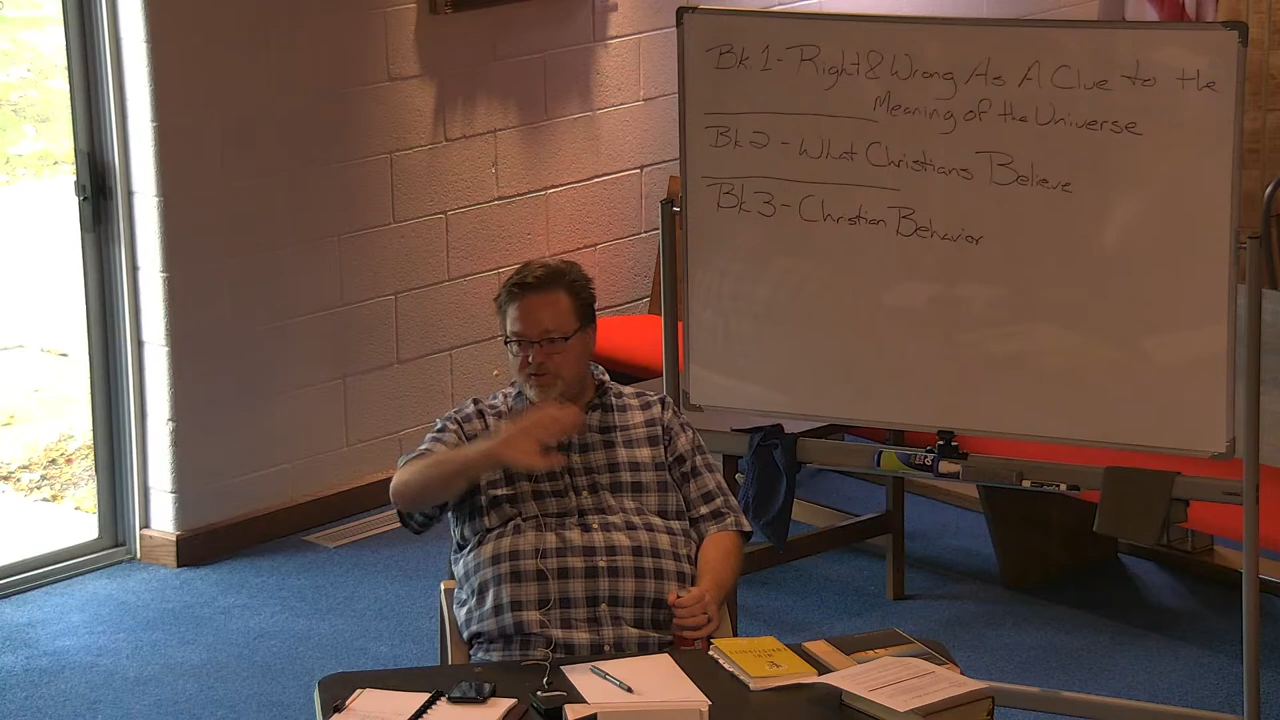 Bk.1 - Right & Wrong As A Clue to the
Meaning of the Universe
Bk 2 - What Christians Believe
Bk 3 - Christian Behavior